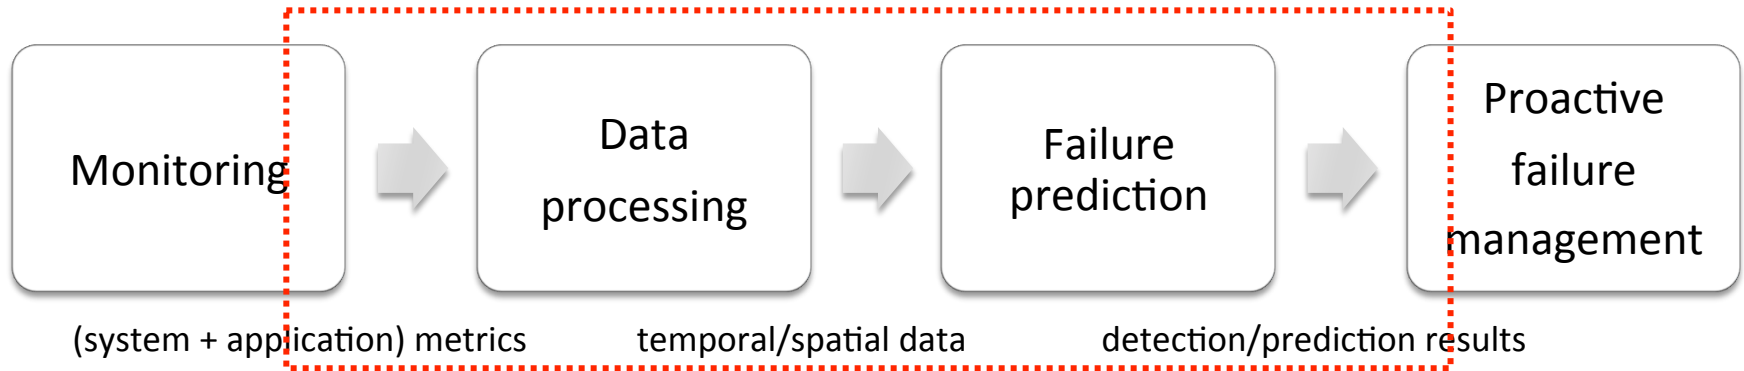 Monitoring
Data
processing
Failure
prediction
Proactive
failure
management
(system + application) metrics
temporal/spatial data
detection/prediction results